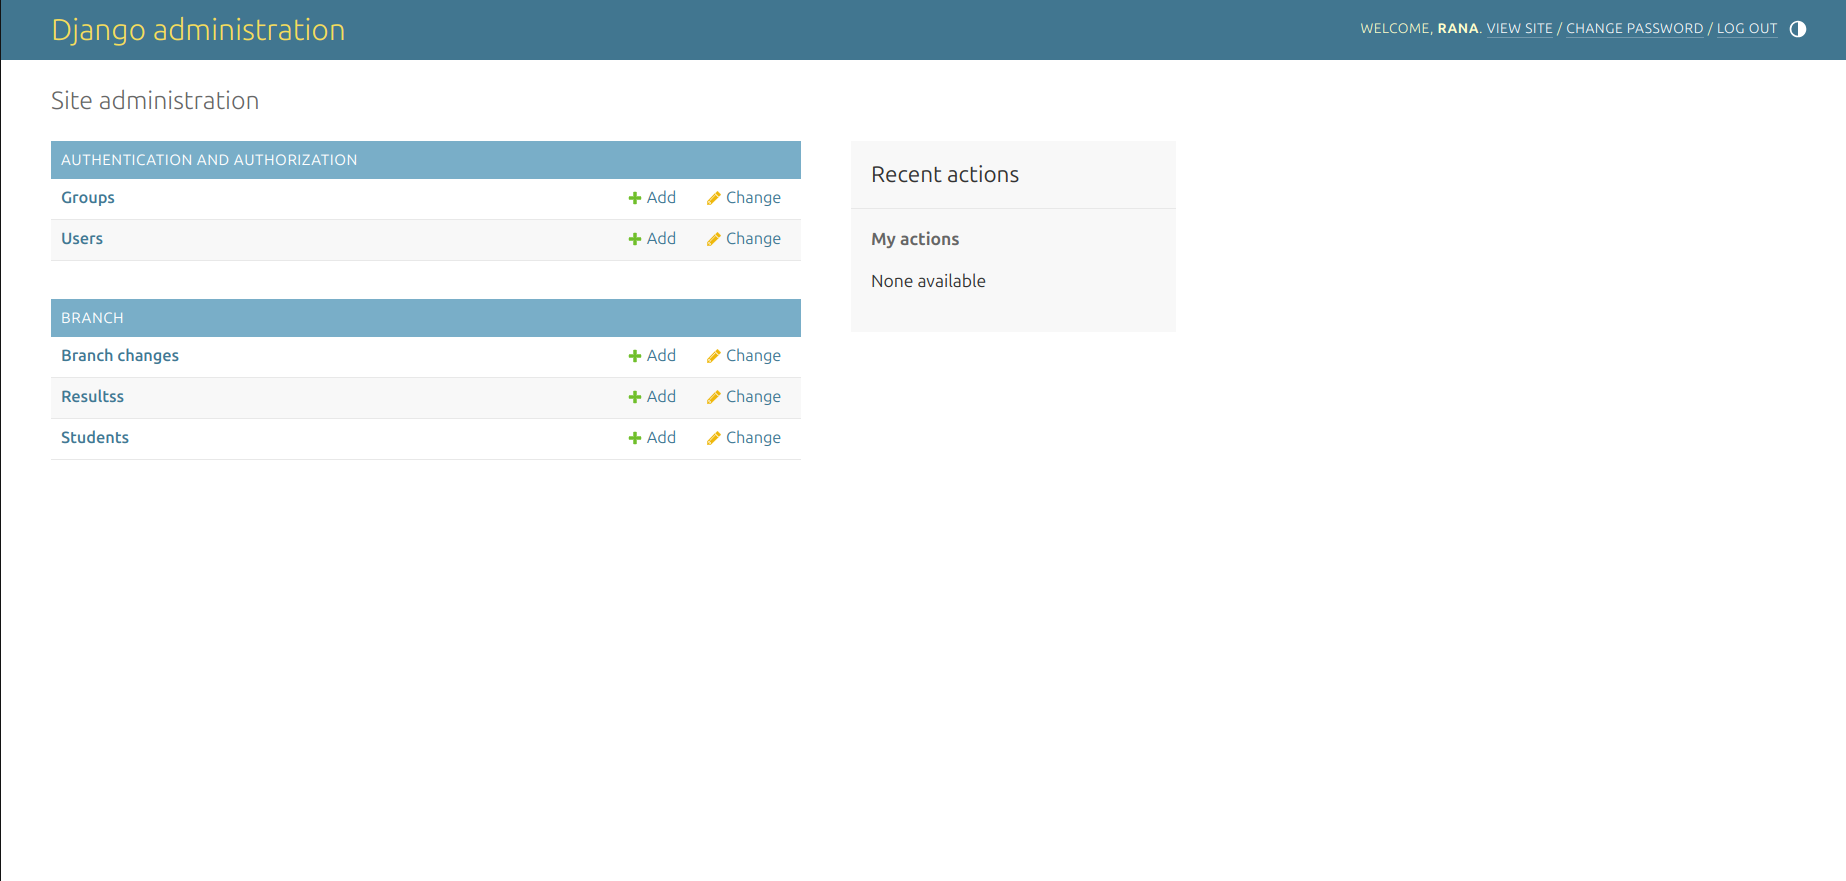 Django administration
WELCOME, RANA. VIEW SITE / CHANGE PASSWORD / LOG OUT
Site administration
AUTHENTICATION AND AUTHORIZATION
Groups Add Change
Users Add Change
BRANCH
Branch changes Add Change
Resultss Add Change
Students Add Change
Recent actions
My actions
None available